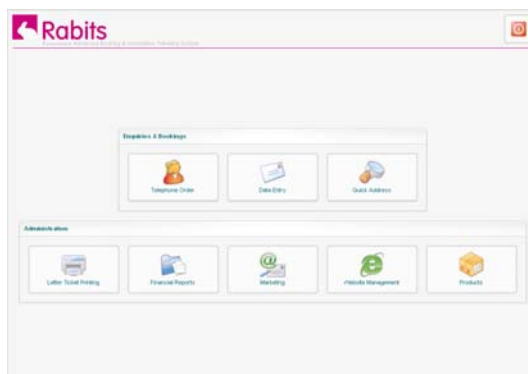 Rabits
Enquiries & Bookings
Telephone Order
Data Entry
Quick Address
Administration
Letter Ticket Printing
Financial Reports
Marketing
Website Management
Products